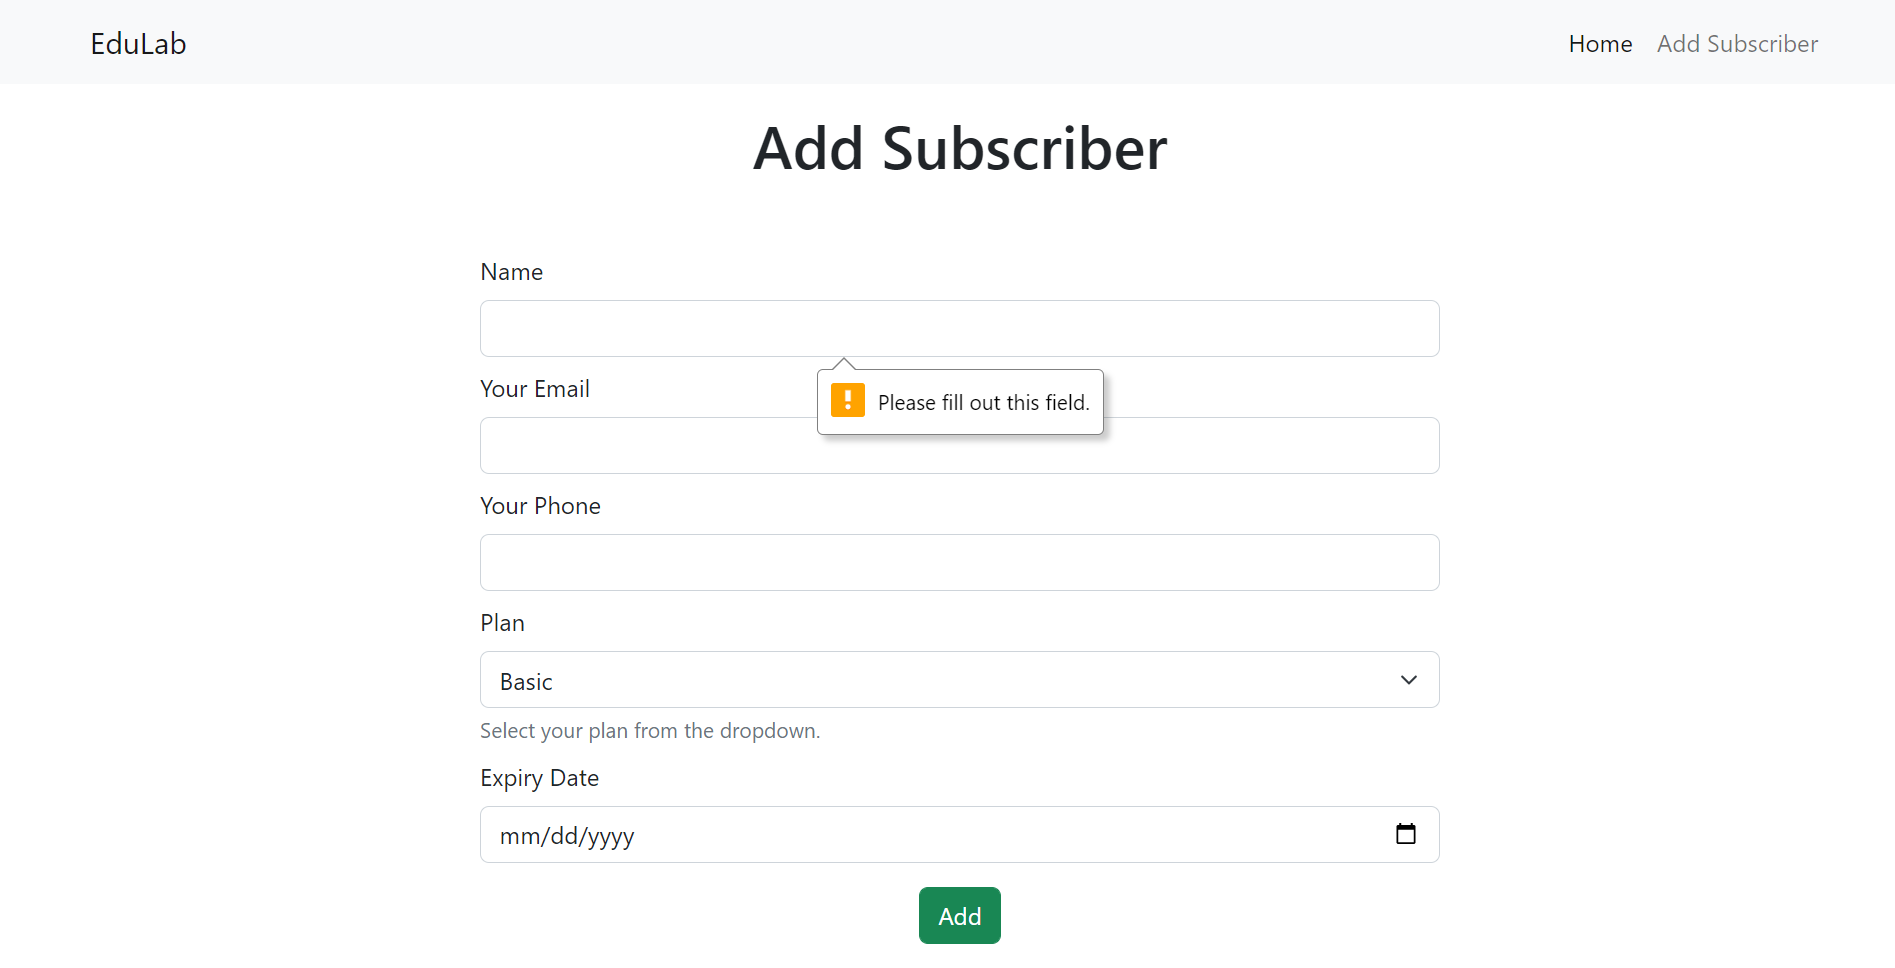 EduLab
Home Add Subscriber
Add Subscriber
Name
Please fill out this field.
Your Email
Your Phone
Plan
Basic
Select your plan from the dropdown.
Expiry Date
mm/dd/yyyy
Add